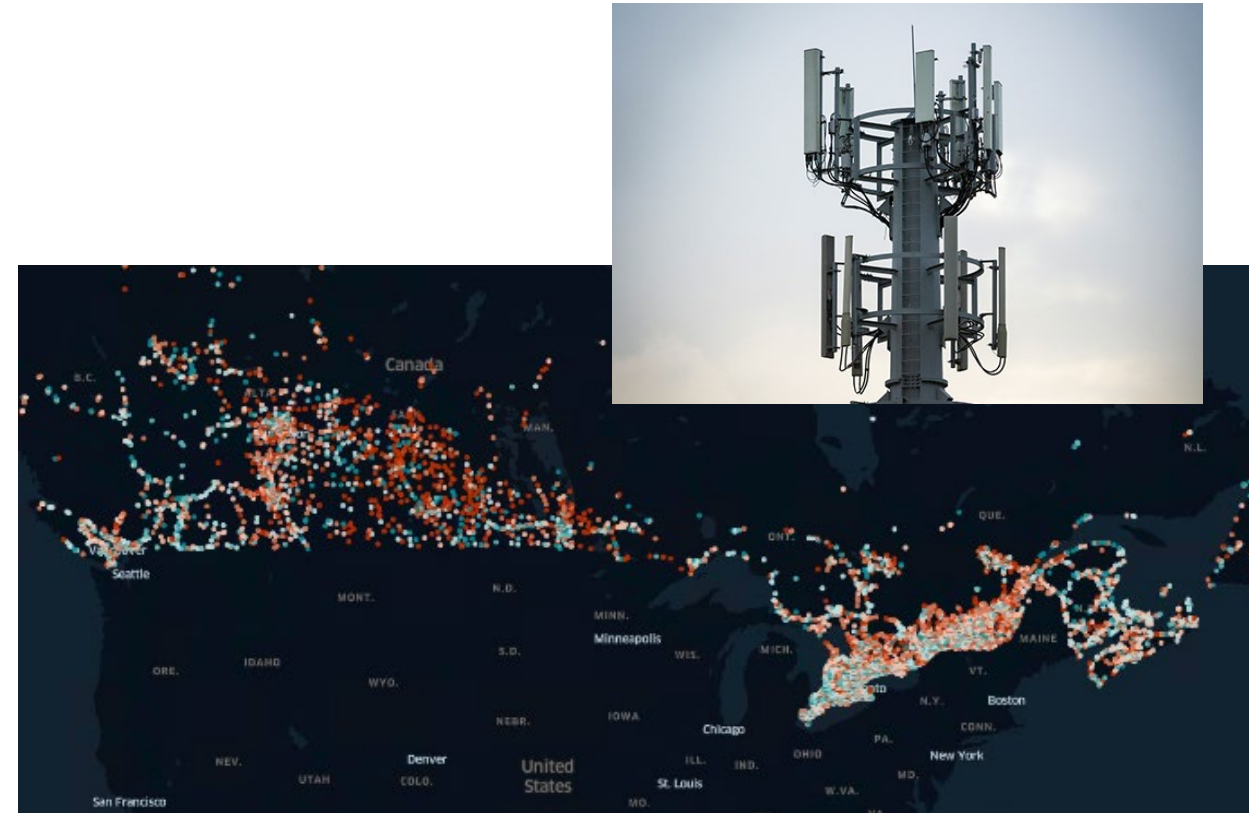 Canada
B.C.
ALTA.
MAN.
N.L.
QUE.
ONT.
Seattle
MONT.
N.D.
MINN.
Minneapolis
MAINE
S.D.
WIS.
MICH.
ORE.
IDAHO
WYO.
VT.
N.Y.
Boston
NEBR.
IOWA
Chicago
CONN.
PA.
NEV.
Denver
United
States
ILL.
IND.
OHIO
New York
UTAH
COLO.
St. Louis
MD.
San Francisco
MO.
W.VA.